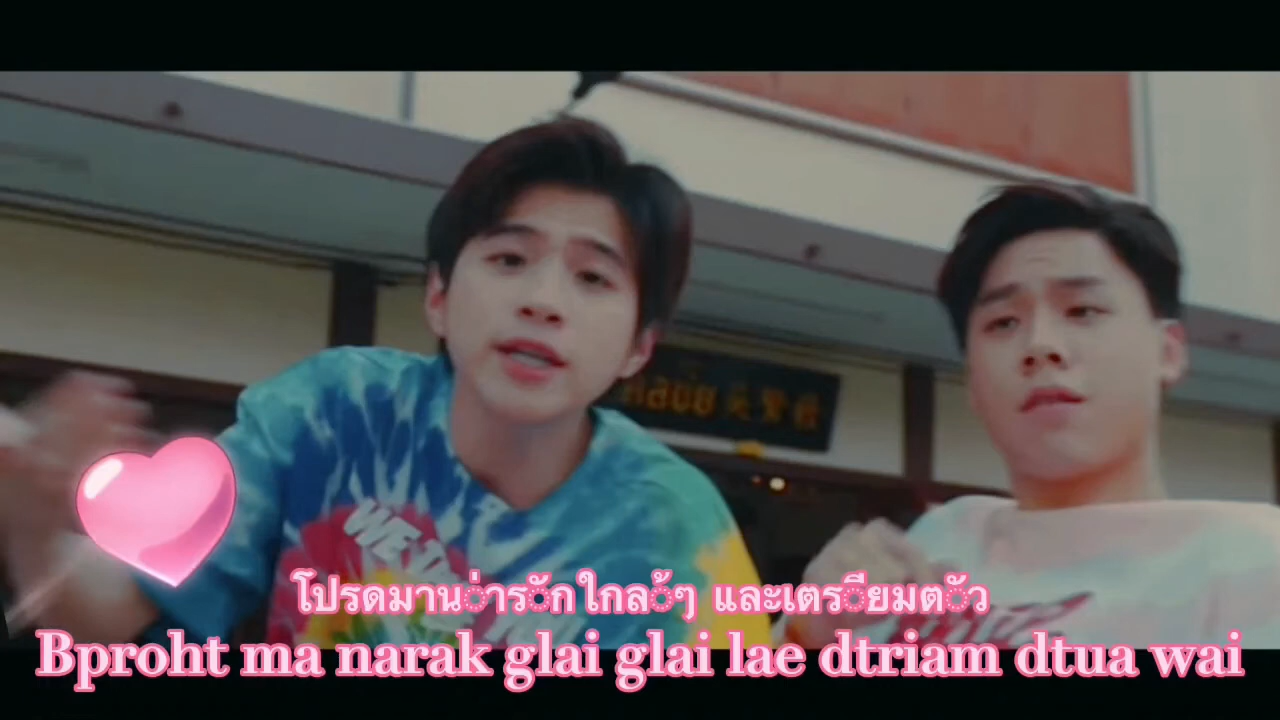 โปรดมาน่ารักใกล้ๆ และเตรียมตัว
Bproht ma narak glai glai lae dtriam dtua wai
WE